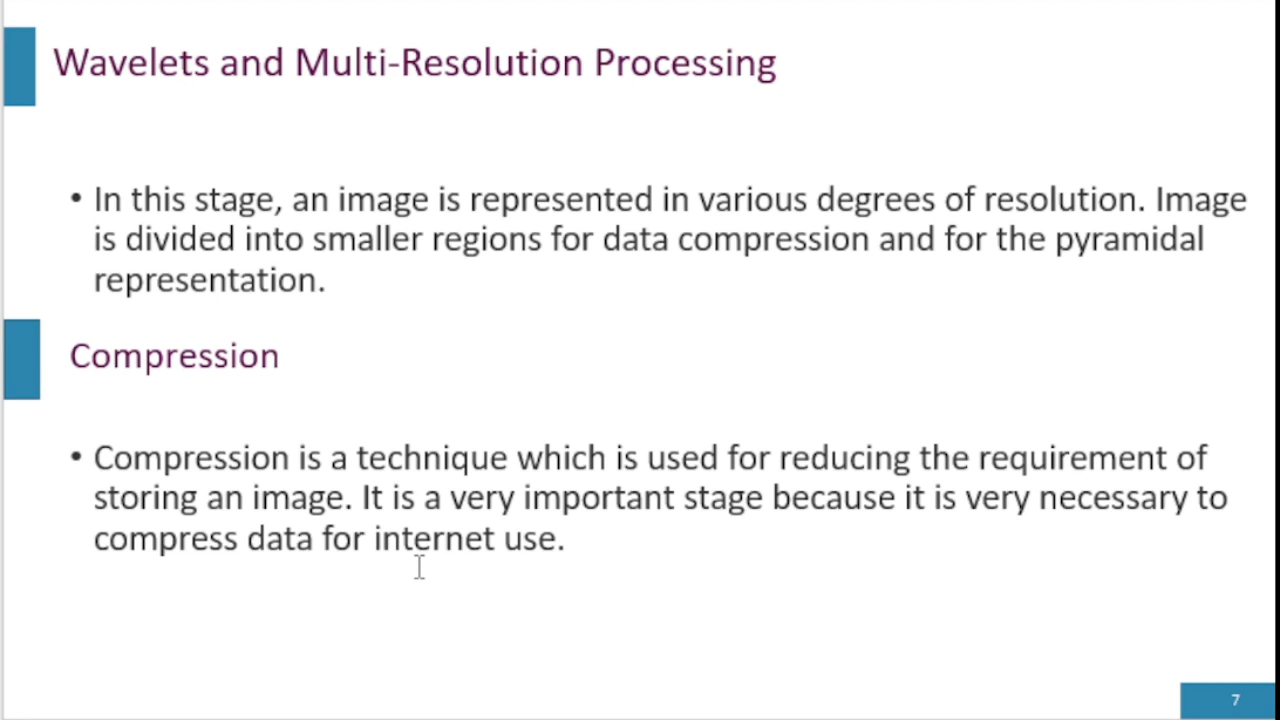 Wavelets and Multi-Resolution Processing
• In this stage, an image is represented in various degrees of resolution. Image
is divided into smaller regions for data compression and for the pyramidal
representation.
Compression
• Compression is a technique which is used for reducing the requirement of
storing an image. It is a very important stage because it is very necessary to
compress data for internet use.
7